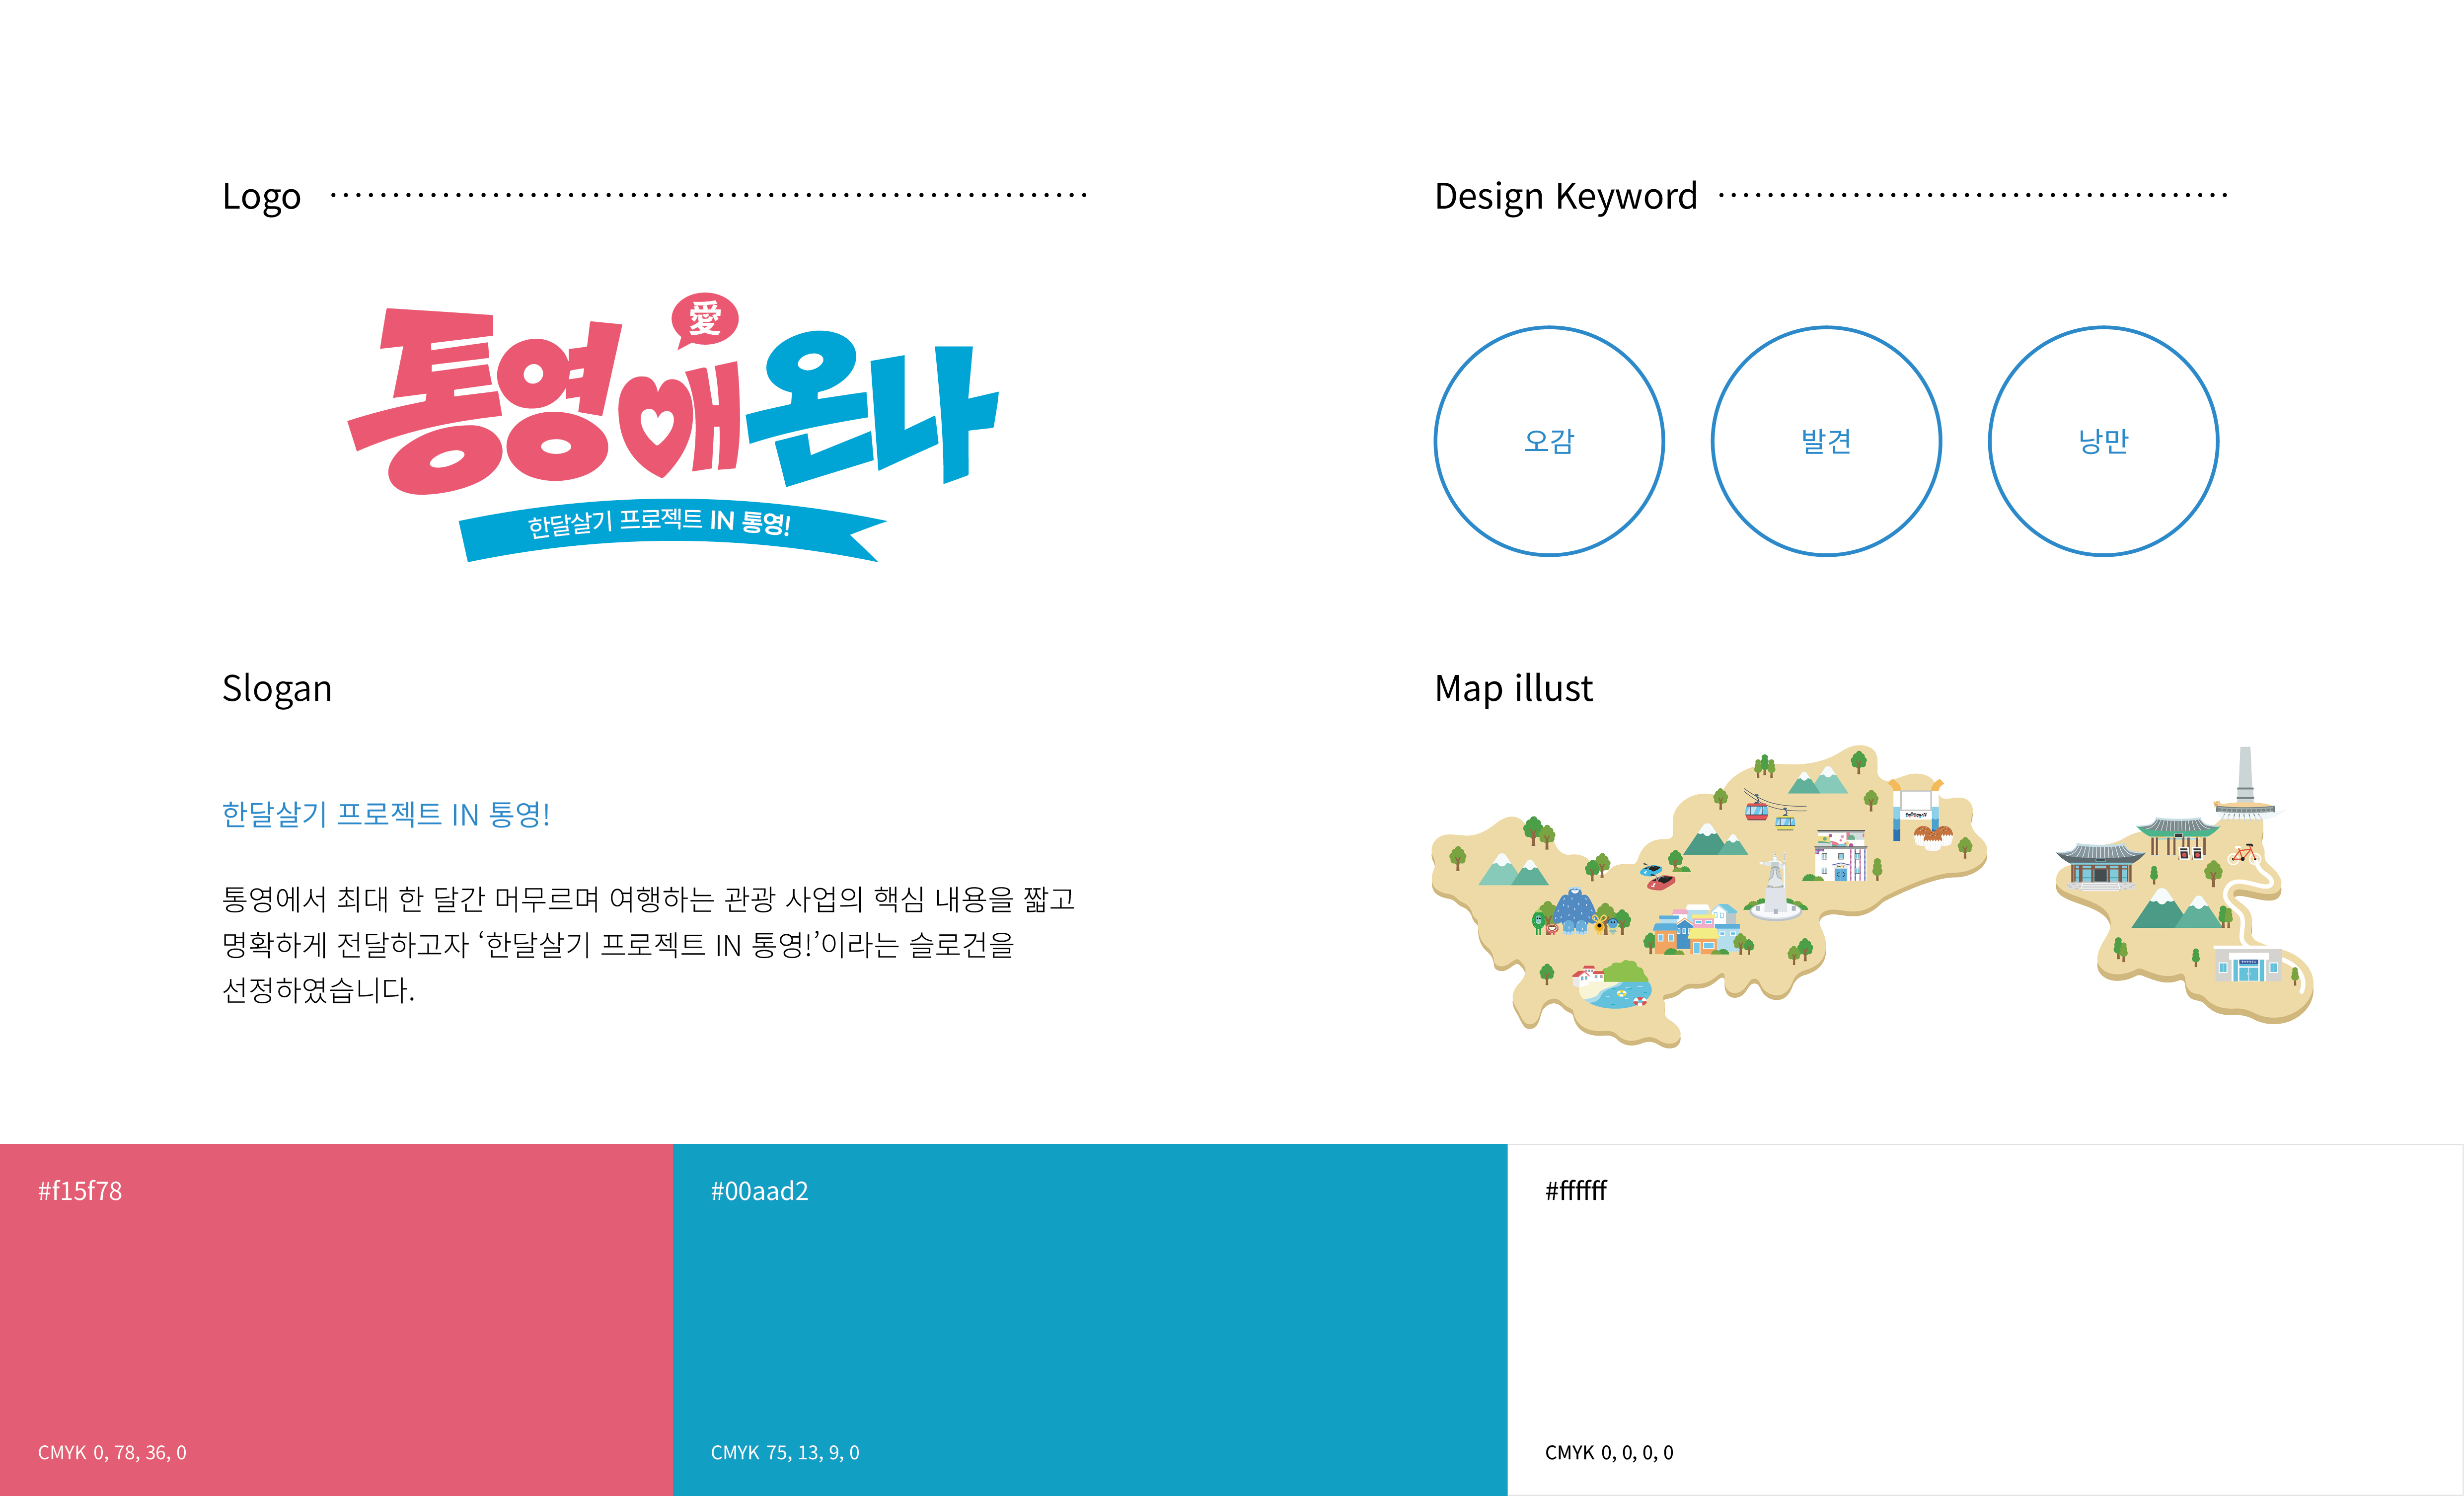 Logo
愛
통영애온나
한달살기 프로젝트 IN 통영!
Design Keyword
오감
발견
낭만
Slogan
한달살기 프로젝트 IN 통영!
통영에서 최대 한 달간 머무르며 여행하는 관광 사업의 핵심 내용을 짧고
명확하게 전달하고자 ‘한달살기 프로젝트 IN 통영!’이라는 슬로건을
선정하였습니다.
Map illust
#f15f78
CMYK 0, 78, 36, 0
#00aad2
CMYK 75, 13, 9, 0
#ffffff
CMYK 0, 0, 0, 0